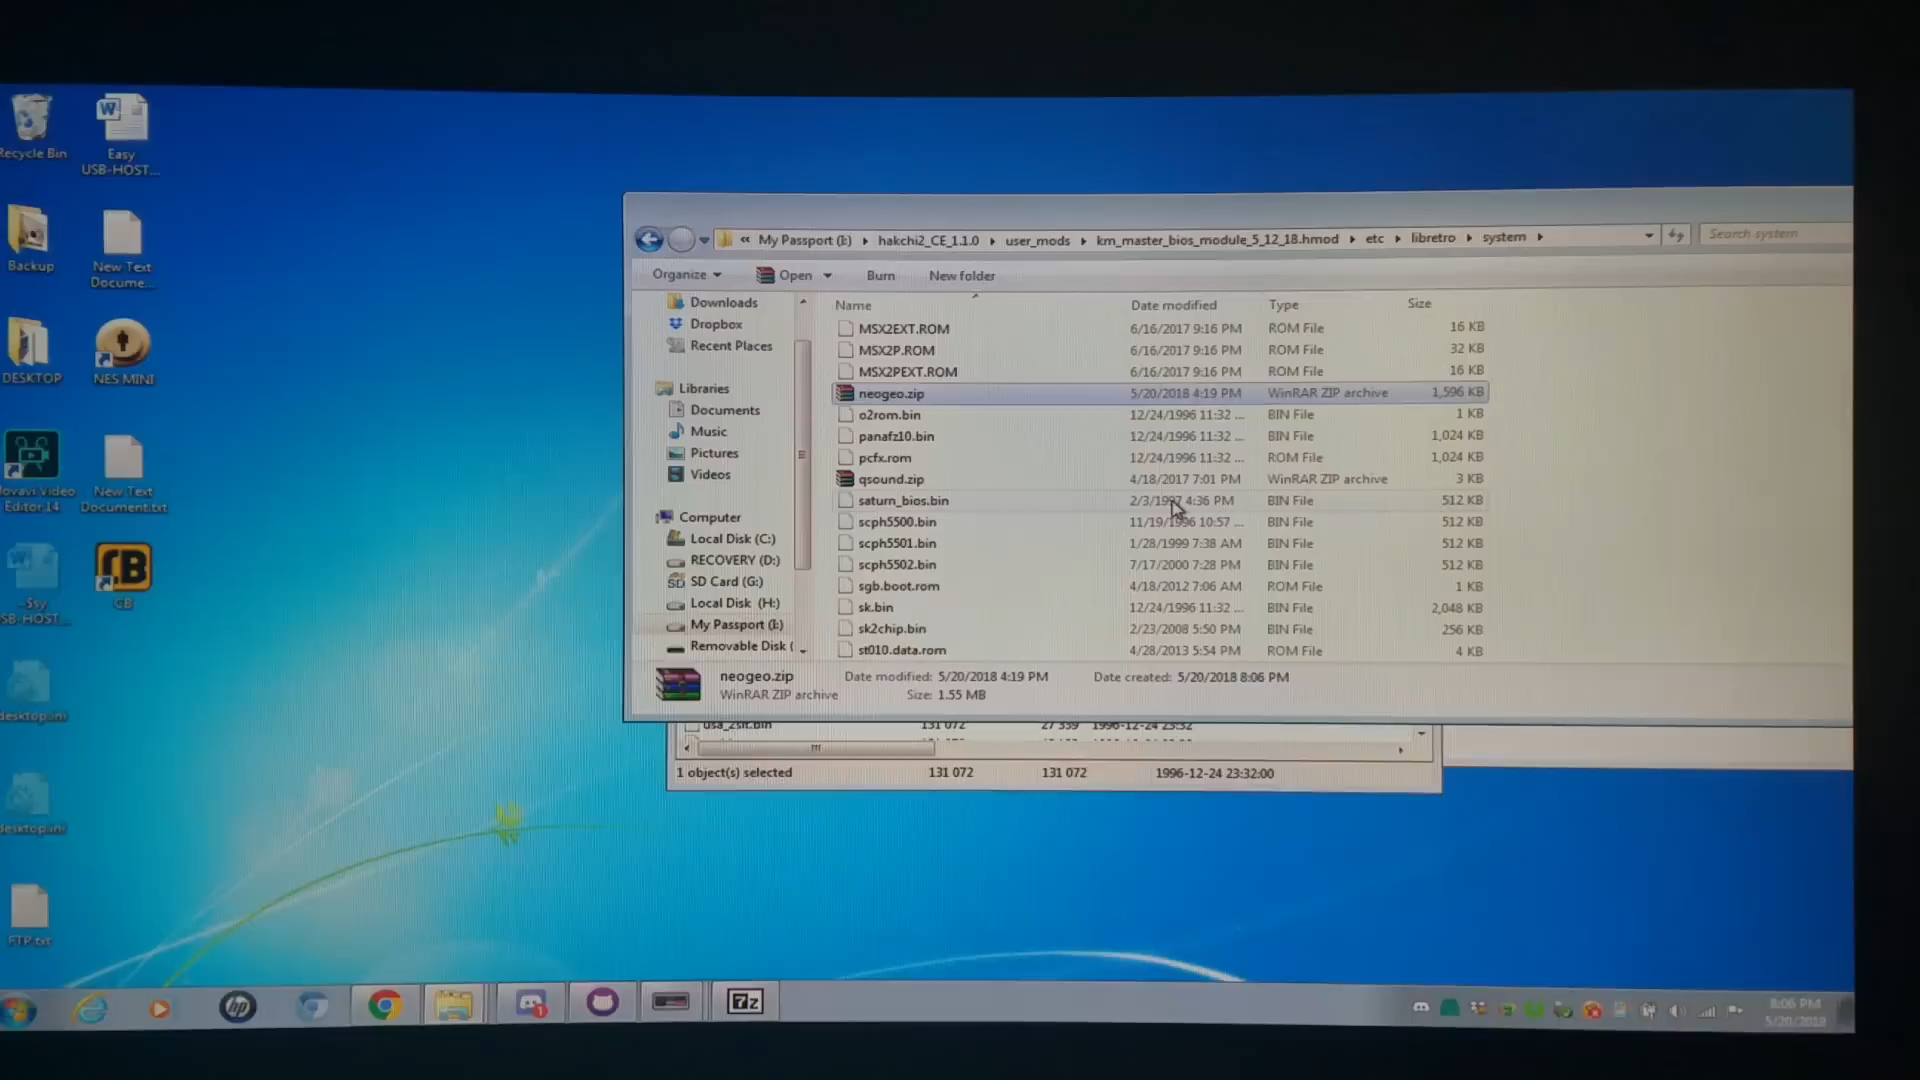 Recycle Bin
Easy
USB-HOST...
Backup
New Text
Docume...
DESKTOP
NES MINI
Movavi Video
Editor 14
New Text
Document.txt
CB
USB-HOST...
desktop.ini
desktop.ini
FTP.txt
« My Passport (I:) ▸ hakchi2_CE_1.1.0 ▸ user_mods ▸ km_master_bios_module_5_12_18.hmod ▸ etc ▸ libretro ▸ system ▸
Search system
Organize Open Burn New folder
Downloads
Dropbox
Recent Places
Libraries
Documents
Music
Pictures
Videos
Computer
Local Disk (C:)
RECOVERY (D:)
SD Card (G:)
Local Disk (H:)
My Passport (I:)
Removable Disk (
Name Date modified Type Size
MSX2EXT.ROM 6/16/2017 9:16 PM ROM File 16 KB
MSX2P.ROM 6/16/2017 9:16 PM ROM File 32 KB
MSX2PEXT.ROM 6/16/2017 9:16 PM ROM File 16 KB
neogeo.zip 5/20/2018 4:19 PM WinRAR ZIP archive 1,596 KB
o2rom.bin 12/24/1996 11:32 ... BIN File 1 KB
panafz10.bin 12/24/1996 11:32 ... BIN File 1,024 KB
pcfx.rom 12/24/1996 11:32 ... ROM File 1,024 KB
qsound.zip 4/18/2017 7:01 PM WinRAR ZIP archive 3 KB
saturn_bios.bin 2/3/1997 4:36 PM BIN File 512 KB
scph5500.bin 11/19/1996 10:57 ... BIN File 512 KB
scph5501.bin 1/28/1999 7:38 AM BIN File 512 KB
scph5502.bin 7/17/2000 7:28 PM BIN File 512 KB
sgb.boot.rom 4/18/2012 7:06 AM ROM File 1 KB
sk.bin 12/24/1996 11:32 ... BIN File 2,048 KB
sk2chip.bin 2/23/2008 5:50 PM BIN File 256 KB
st010.data.rom 4/28/2013 5:54 PM ROM File 4 KB
neogeo.zip Date modified: 5/20/2018 4:19 PM Date created: 5/20/2018 8:06 PM
WinRAR ZIP archive Size: 1.55 MB
usa_2slt.bin 131 072 27 339 1996-12-24 23:32
1 object(s) selected 131 072 131 072 1996-12-24 23:32:00
hp
7z
8:06 PM
5/20/2018